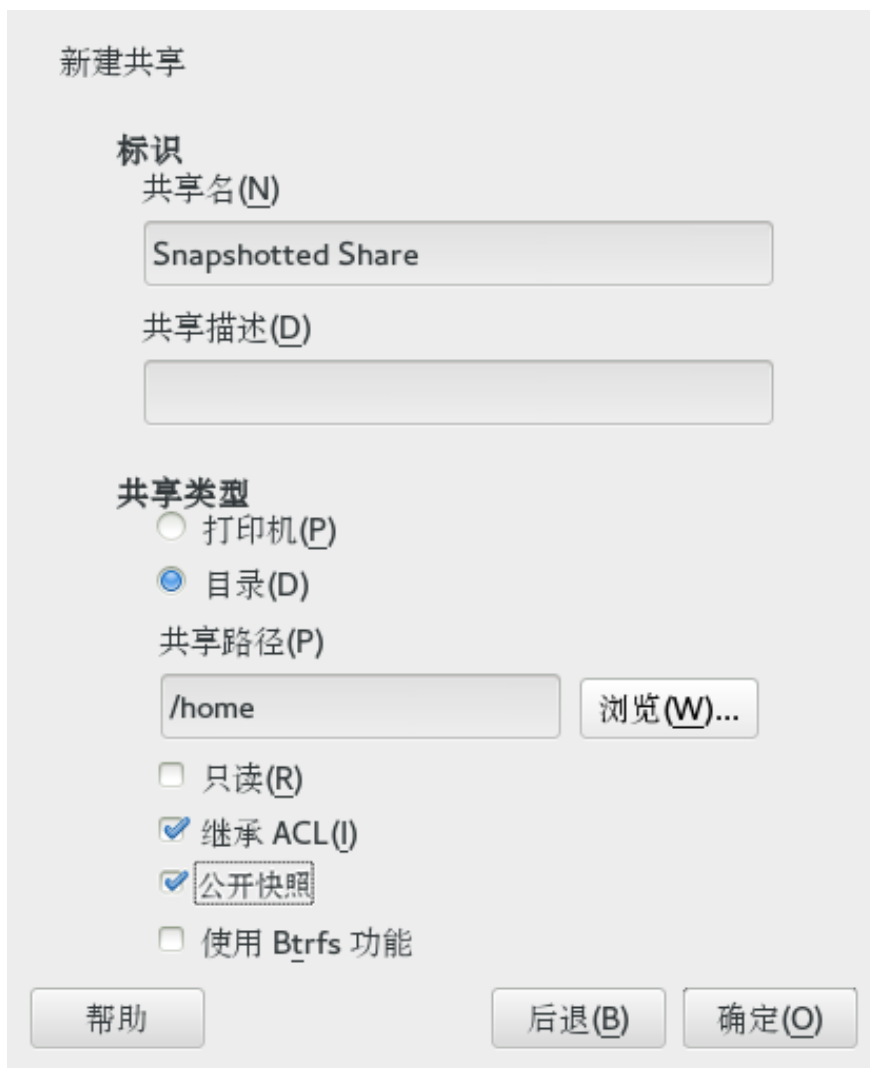 新建共享
标识
共享名(N)
Snapshotted Share
共享描述(D)
共享类型
打印机(P)
目录(D)
共享路径(P)
/home
浏览(W)...
只读(R)
继承 ACL(I)
公开快照
使用 Btrfs 功能
帮助
后退(B)
确定(O)